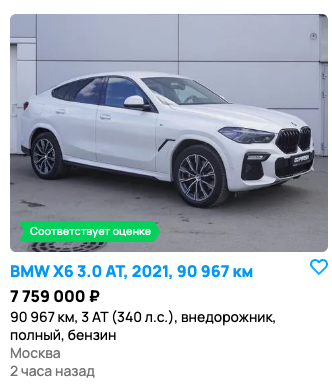 Соответствует оценке
BMW X6 3.0 AT, 2021, 90 967 км
7 759 000 ₽
90 967 км, 3 АТ (340 л.с.), внедорожник,
полный, бензин
Москва
2 часа назад